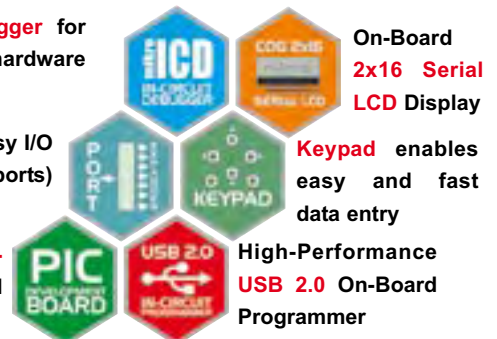 gger for
hardware
mikro ICD
IN-CIRCUIT
DEBUGGER
COG 2x16
SERIAL LCD
On-Board
2x16 Serial
LCD Display
sy I/O
ports)
PORT
KEYPAD
Keypad enables
easy and fast
data entry
PIC
DEVELOPMENT
BOARD
USB 2.0
IN-CIRCUIT
PROGRAMMER
High-Performance
USB 2.0 On-Board
Programmer